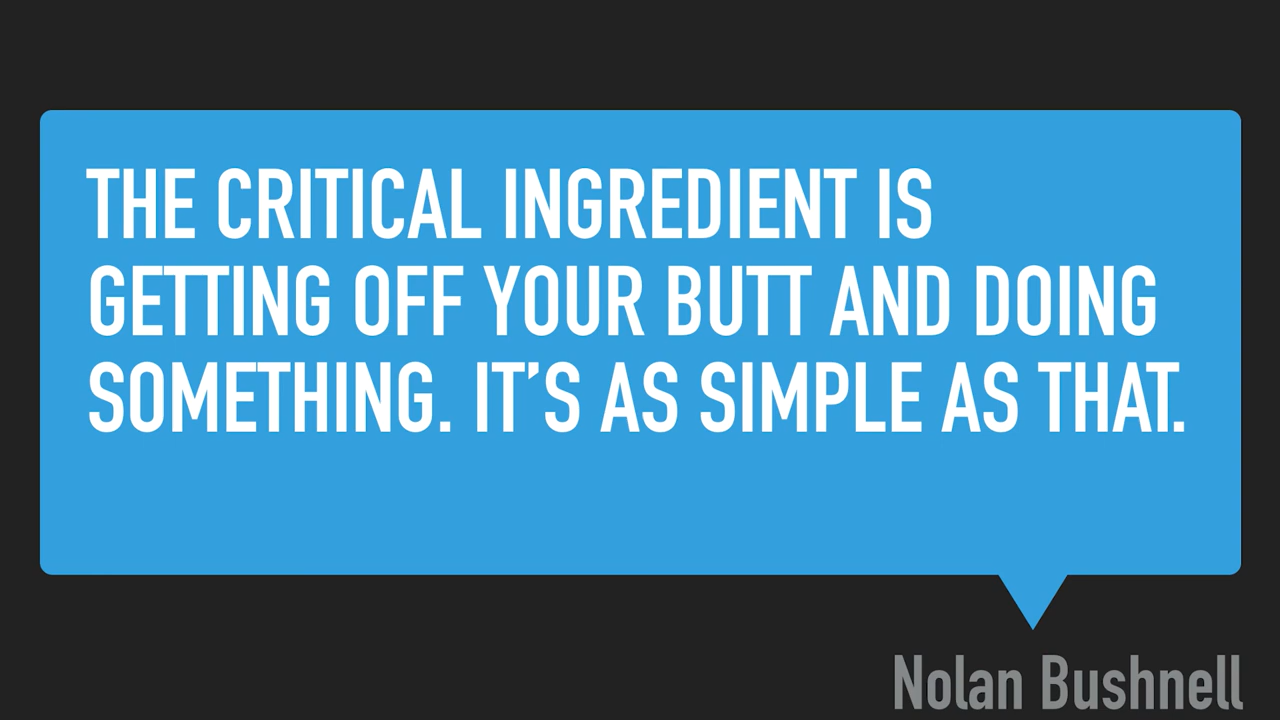 THE CRITICAL INGREDIENT IS
GETTING OFF YOUR BUTT AND DOING
SOMETHING. IT’S AS SIMPLE AS THAT.
Nolan Bushnell